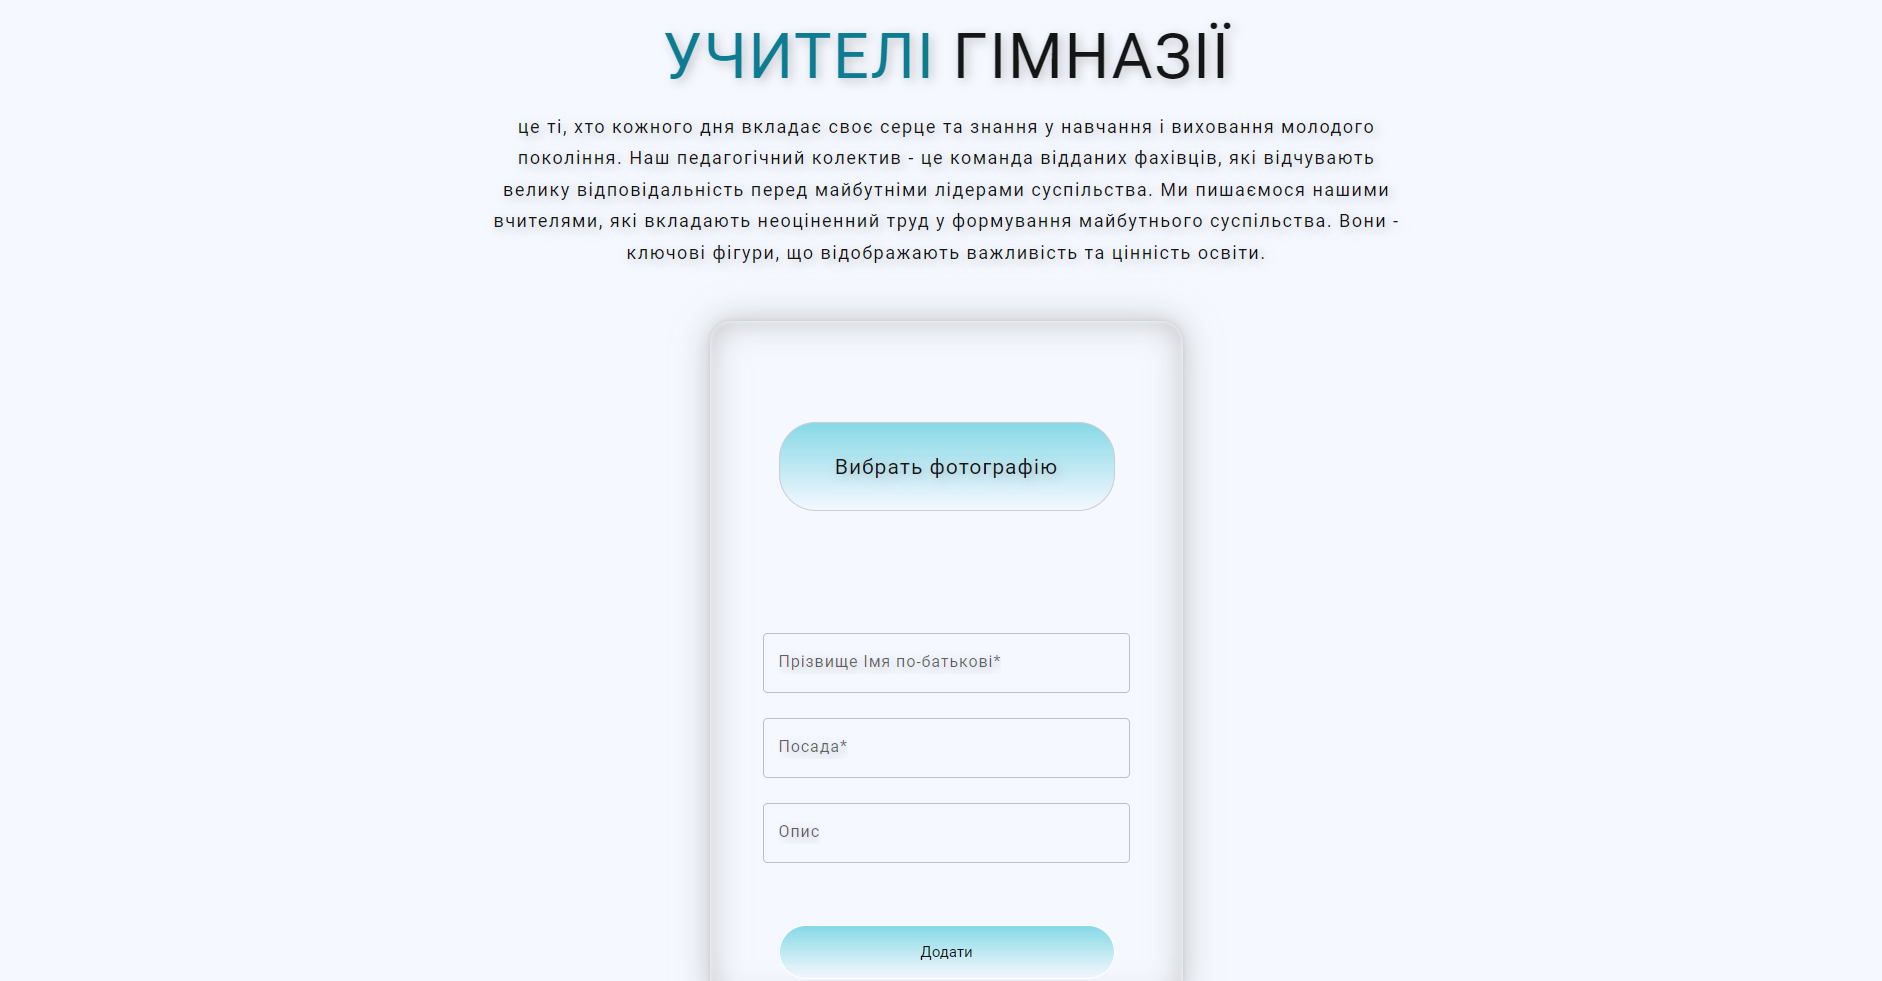 УЧИТЕЛІ ГІМНАЗІЇ
це ті, хто кожного дня вкладає своє серце та знання у навчання і виховання молодого
покоління. Наш педагогічний колектив - це команда відданих фахівців, які відчувають
велику відповідальність перед майбутніми лідерами суспільства. Ми пишаємося нашими
вчителями, які вкладають неоціненний труд у формування майбутнього суспільства. Вони -
ключові фігури, що відображають важливість та цінність освіти.
Вибрать фотографію
Прізвище Імя по-батькові*
Посада*
Опис
Додати